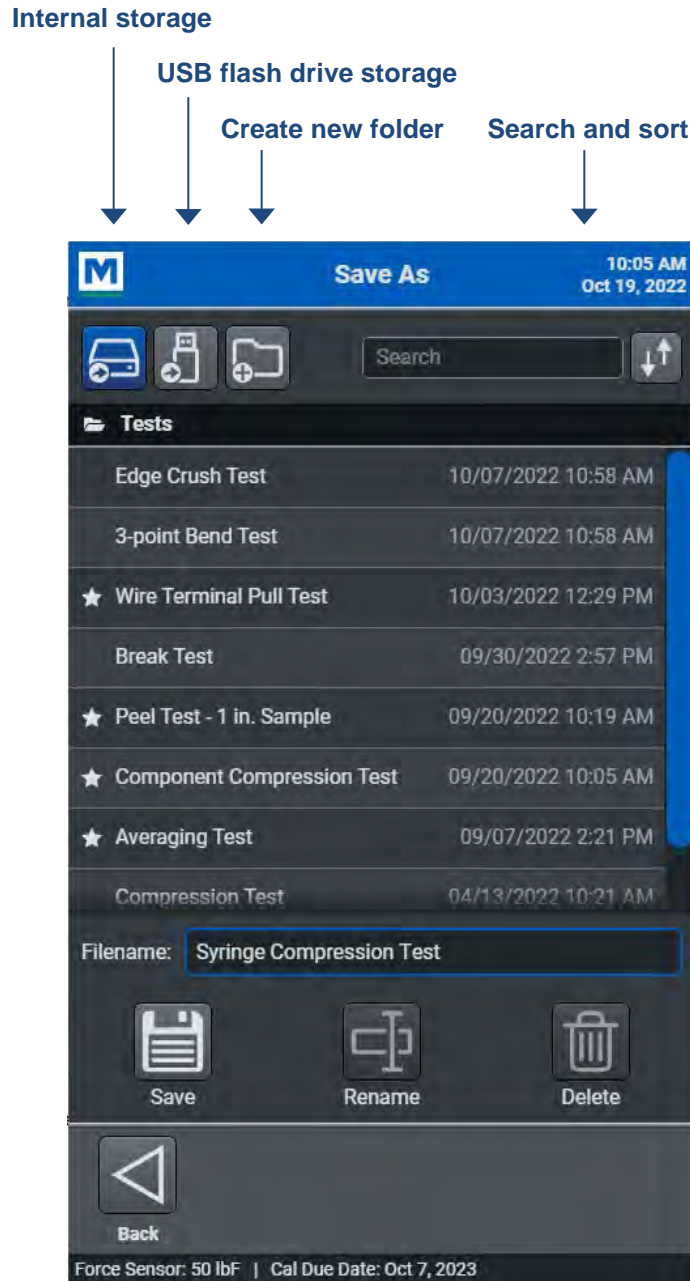 Internal storage
USB flash drive storage
Create new folder Search and sort
M Save As 10:05 AM
Oct 19, 2022
Search
Tests
Edge Crush Test 10/07/2022 10:58 AM
3-point Bend Test 10/07/2022 10:58 AM
Wire Terminal Pull Test 10/03/2022 12:29 PM
Break Test 09/30/2022 2:57 PM
Peel Test - 1 in. Sample 09/20/2022 10:19 AM
Component Compression Test 09/20/2022 10:05 AM
Averaging Test 09/07/2022 2:21 PM
Compression Test 04/13/2022 10:21 AM
Filename: Syringe Compression Test
Save Rename Delete
Back
Force Sensor: 50 lbF | Cal Due Date: Oct 7, 2023